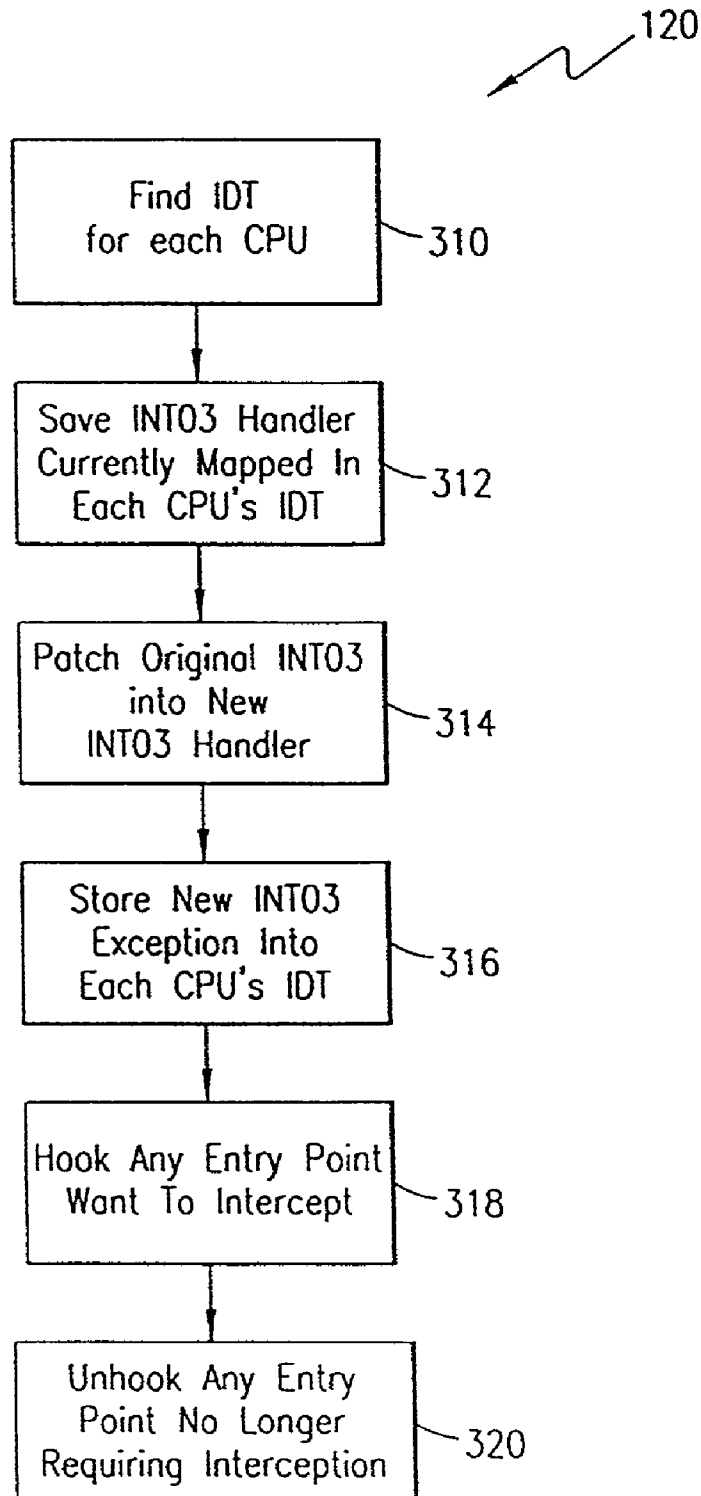 120
Find IDT
for each CPU
310
Save INT03 Handler
Currently Mapped In
Each CPU's IDT
312
Patch Original INT03
into New
INT03 Handler
314
Store New INT03
Exception Into
Each CPU's IDT
316
Hook Any Entry Point
Want To Intercept
318
Unhook Any Entry
Point No Longer
Requiring Interception
320